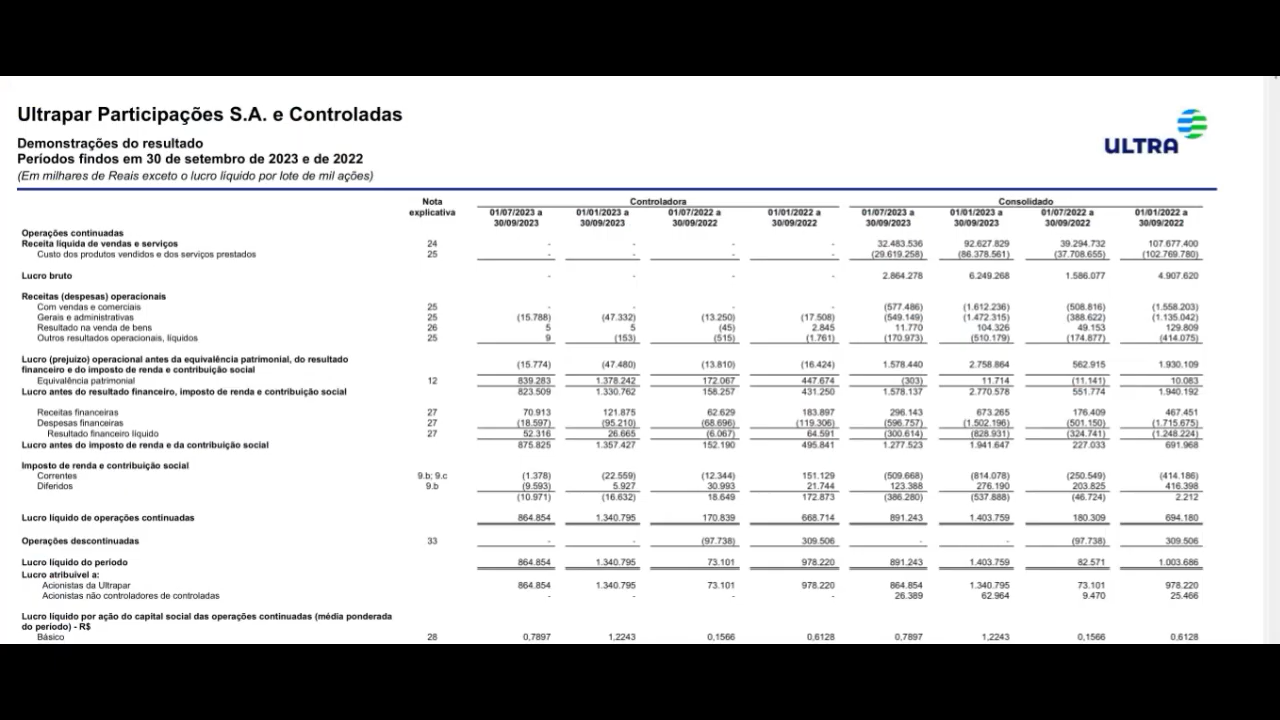 Ultrapar Participações S.A. e Controladas
ULTRA
Demonstrações do resultado
Períodos findos em 30 de setembro de 2023 e de 2022
(Em milhares de Reais exceto o lucro líquido por lote de mil ações)
Nota explicativa Controladora Consolidado
01/07/2023 a 30/09/2023 01/01/2023 a 30/09/2023 01/07/2022 a 30/09/2022 01/01/2022 a 30/09/2022 01/07/2023 a 30/09/2023 01/01/2023 a 30/09/2023 01/07/2022 a 30/09/2022 01/01/2022 a 30/09/2022
Operações continuadas
Receita líquida de vendas e serviços 24 - - - - 32.483.536 92.627.829 39.294.732 107.677.400
Custo dos produtos vendidos e dos serviços prestados 25 - - - - (29.619.258) (86.378.561) (37.708.655) (102.769.780)
Lucro bruto - - - - 2.864.278 6.249.268 1.586.077 4.907.620
Receitas (despesas) operacionais
Com vendas e comerciais 25 - - - - (577.486) (1.612.236) (508.816) (1.558.203)
Gerais e administrativas 25 (15.788) (47.332) (13.250) (17.508) (549.149) (1.472.315) (388.622) (1.135.042)
Resultado na venda de bens 26 5 5 (45) 2.845 11.770 104.326 49.153 129.809
Outros resultados operacionais, líquidos 25 9 (153) (515) (1.761) (170.973) (510.179) (174.877) (414.075)
Lucro (prejuízo) operacional antes da equivalência patrimonial, do resultado
financeiro e do imposto de renda e contribuição social (15.774) (47.480) (13.810) (16.424) 1.578.440 2.758.864 562.915 1.930.109
Equivalência patrimonial 12 839.283 1.378.242 172.067 447.674 (303) 11.714 (11.141) 10.083
Lucro antes do resultado financeiro, imposto de renda e contribuição social 823.509 1.330.762 158.257 431.250 1.578.137 2.770.578 551.774 1.940.192
Receitas financeiras 27 70.913 121.875 62.629 183.897 296.143 673.265 176.409 467.451
Despesas financeiras 27 (18.597) (95.210) (68.696) (119.306) (596.757) (1.502.196) (501.150) (1.715.675)
Resultado financeiro líquido 27 52.316 26.665 (6.067) 64.591 (300.614) (828.931) (324.741) (1.248.224)
Lucro antes do imposto de renda e da contribuição social 875.825 1.357.427 152.190 495.841 1.277.523 1.941.647 227.033 691.968
Imposto de renda e contribuição social
Correntes 9.b; 9.c (1.378) (22.559) (12.344) 151.129 (509.668) (814.078) (250.549) (414.186)
Diferidos 9.b (9.593) 5.927 30.993 21.744 123.388 276.190 203.825 416.398
(10.971) (16.632) 18.649 172.873 (386.280) (537.888) (46.724) 2.212
Lucro líquido de operações continuadas 864.854 1.340.795 170.839 668.714 891.243 1.403.759 180.309 694.180
Operações descontinuadas 33 - - (97.738) 309.506 - - (97.738) 309.506
Lucro líquido do período 864.854 1.340.795 73.101 978.220 891.243 1.403.759 82.571 1.003.686
Lucro atribuível a:
Acionistas da Ultrapar 864.854 1.340.795 73.101 978.220 864.854 1.340.795 73.101 978.220
Acionistas não controladores de controladas - - - - 26.389 62.964 9.470 25.466
Lucro líquido por ação do capital social das operações continuadas (média ponderada
do período) - R$
Básico 28 0,7897 1,2243 0,1566 0,6128 0,7897 1,2243 0,1566 0,6128